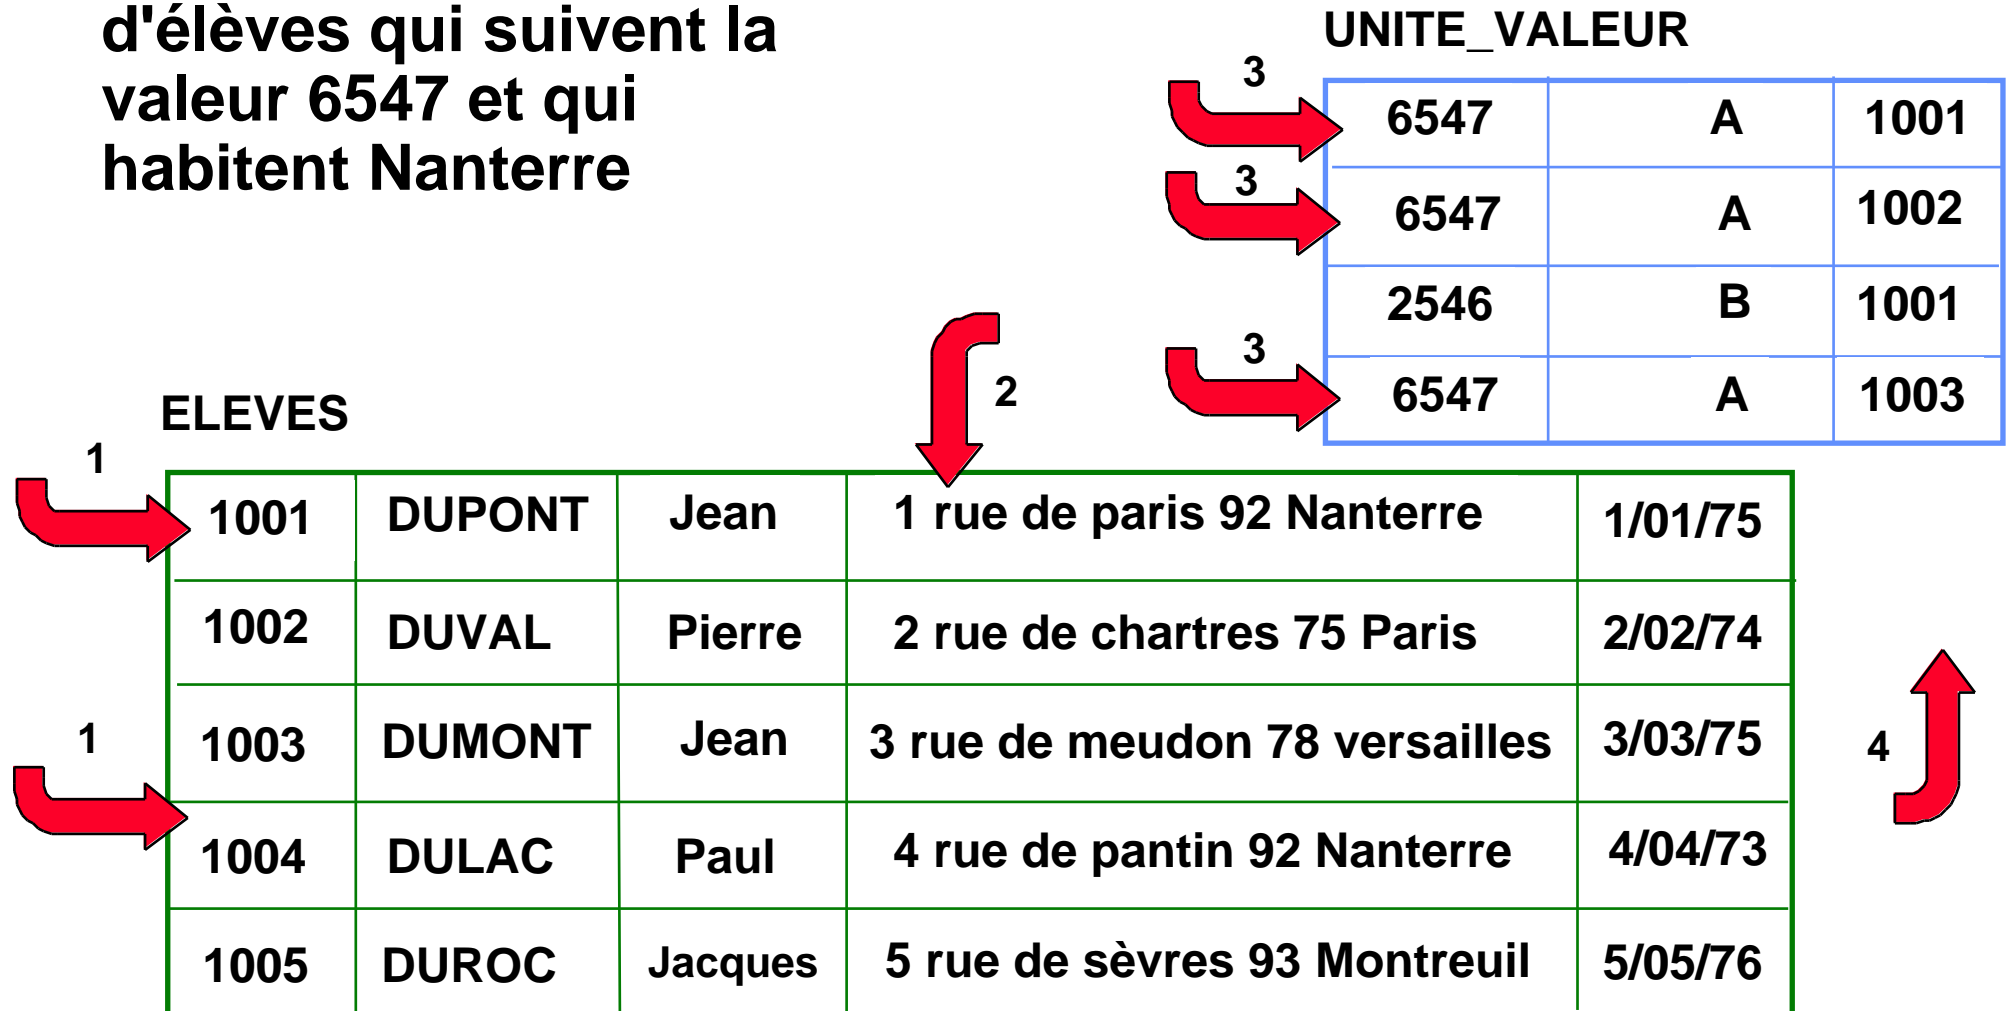 d'élèves qui suivent la
valeur 6547 et qui
habitent Nanterre
UNITE_VALEUR
3
6547 A 1001
3
6547 A 1002
2546 B 1001
3
6547 A 1003
2
ELEVES
1
1001 DUPONT Jean 1 rue de paris 92 Nanterre 1/01/75
1002 DUVAL Pierre 2 rue de chartres 75 Paris 2/02/74
1
1003 DUMONT Jean 3 rue de meudon 78 versailles 3/03/75
4
1004 DULAC Paul 4 rue de pantin 92 Nanterre 4/04/73
1005 DUROC Jacques 5 rue de sèvres 93 Montreuil 5/05/76